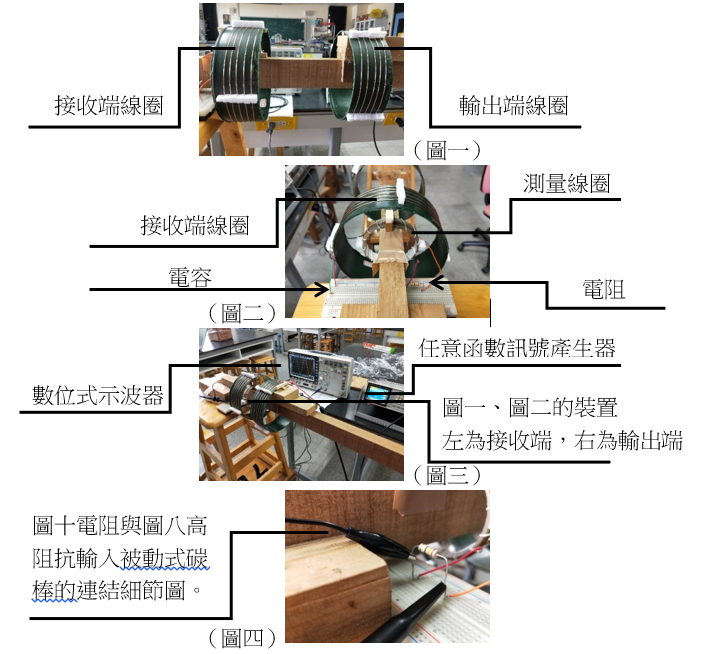 接收端線圈
輸出端線圈
(圖一)
測量線圈
接收端線圈
電容
電阻
(圖二)
任意函數訊號產生器
數位式示波器
圖一、圖二的裝置
左為接收端，右為輸出端
(圖三)
圖十電阻與圖八高
阻抗輸入被動式碳
棒的連結細節圖。
(圖四)